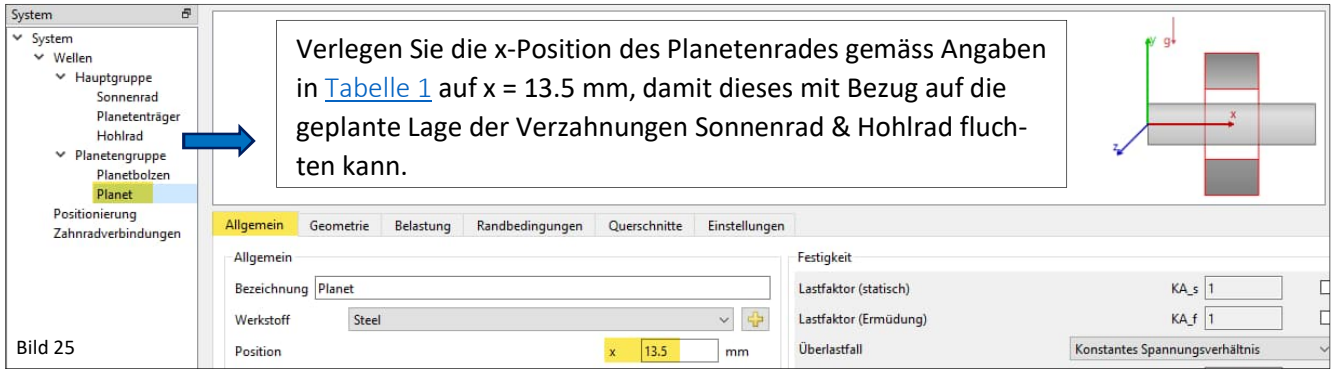 System
System
Wellen
Hauptgruppe
Sonnenrad
Planetenträger
Hohlrad
Planetengruppe
Planetbolzen
Planet
Positionierung
Zahnradverbindungen
Bild 25
Verlegen Sie die x-Position des Planetenrades gemäss Angaben
in Tabelle 1 auf x = 13.5 mm, damit dieses mit Bezug auf die
geplante Lage der Verzahnungen Sonnenrad & Hohlrad fluch-
ten kann.
y g
x
z
Allgemein Geometrie Belastung Randbedingungen Querschnitte Einstellungen
Allgemein
Bezeichnung Planet
Werkstoff Steel
Position x 13.5 mm
Festigkeit
Lastfaktor (statisch) KA_s 1
Lastfaktor (Ermüdung) KA_f 1
Überlastfall Konstantes Spannungsverhältnis